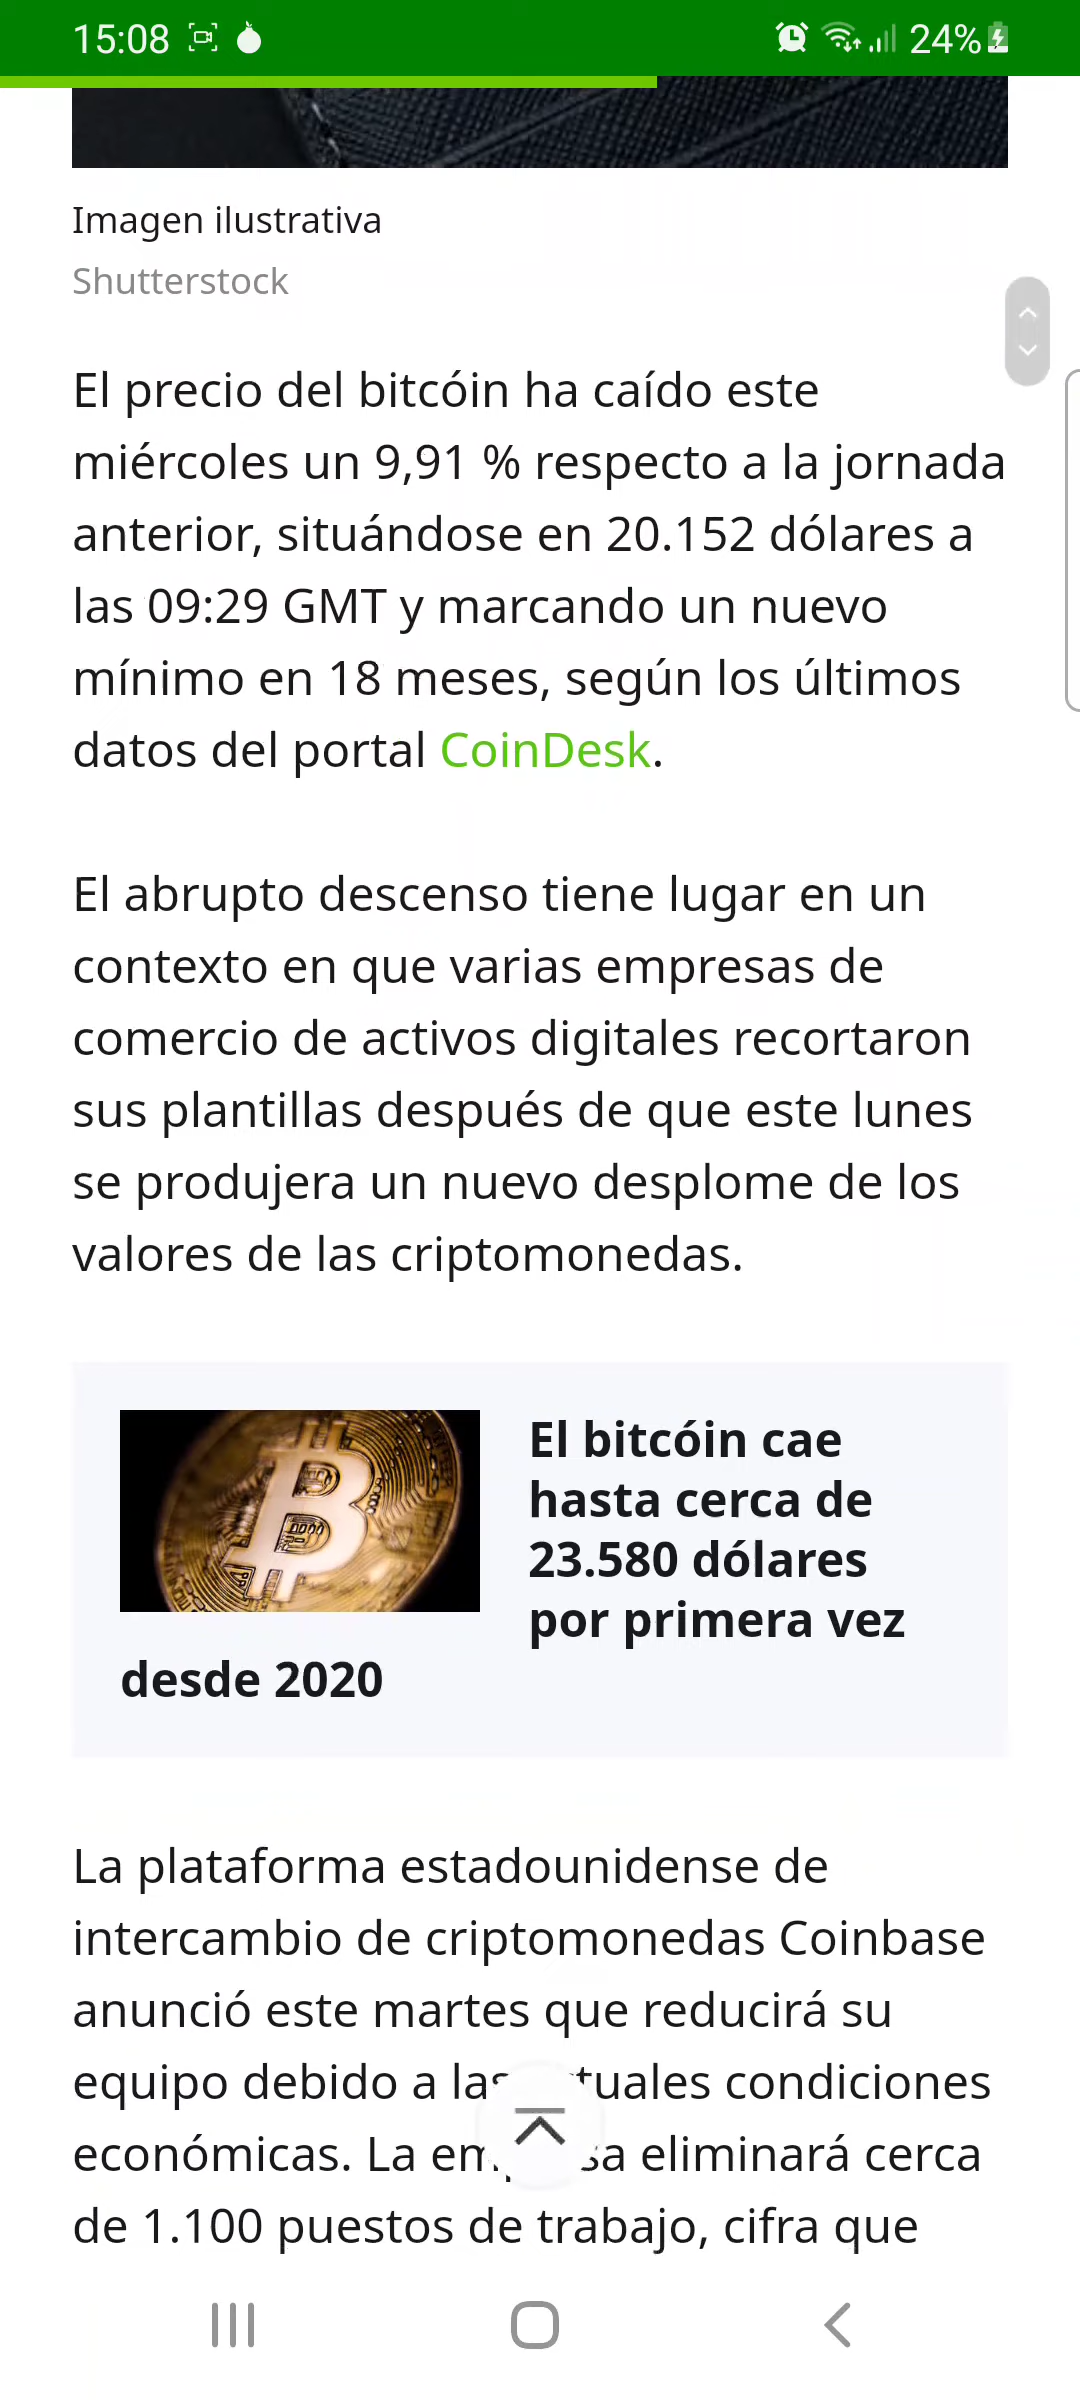 15:08
24%
Imagen ilustrativa
Shutterstock
El precio del bitcóin ha caído este
miércoles un 9,91 % respecto a la jornada
anterior, situándose en 20.152 dólares a
las 09:29 GMT y marcando un nuevo
mínimo en 18 meses, según los últimos
datos del portal CoinDesk.
El abrupto descenso tiene lugar en un
contexto en que varias empresas de
comercio de activos digitales recortaron
sus plantillas después de que este lunes
se produjera un nuevo desplome de los
valores de las criptomonedas.
El bitcóin cae
hasta cerca de
23.580 dólares
por primera vez
desde 2020
La plataforma estadounidense de
intercambio de criptomonedas Coinbase
anunció este martes que reducirá su
equipo debido a las tuales condiciones
económicas. La em sa eliminará cerca
de 1.100 puestos de trabajo, cifra que